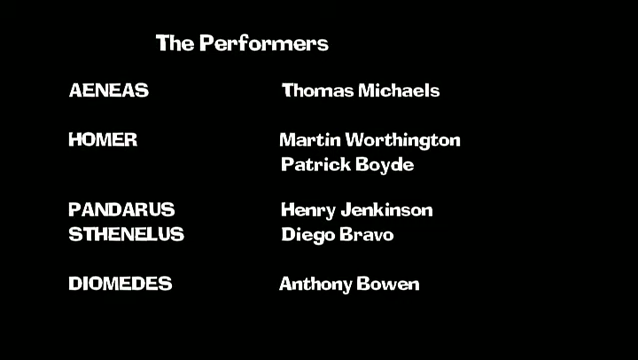 The Performers
AENEAS Thomas Michaels
HOMER Martin Worthington
Patrick Boyde
PANDARUS Henry Jenkinson
STHENELUS Diego Bravo
DIOMEDES Anthony Bowen